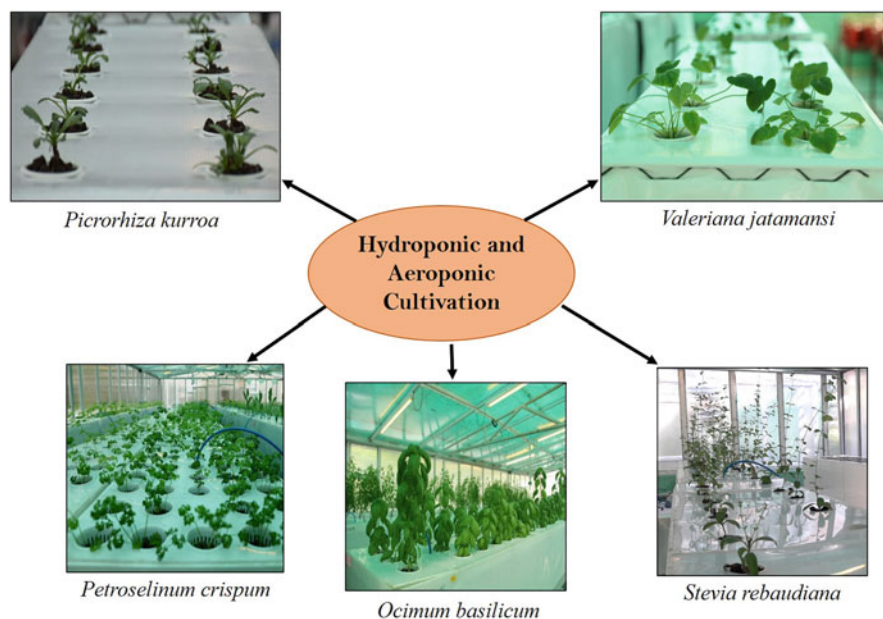 Picrorhiza kurroa
Valeriana jatamansi
Hydroponic and
Aeroponic
Cultivation
Petroselinum crispum
Ocimum basilicum
Stevia rebaudiana